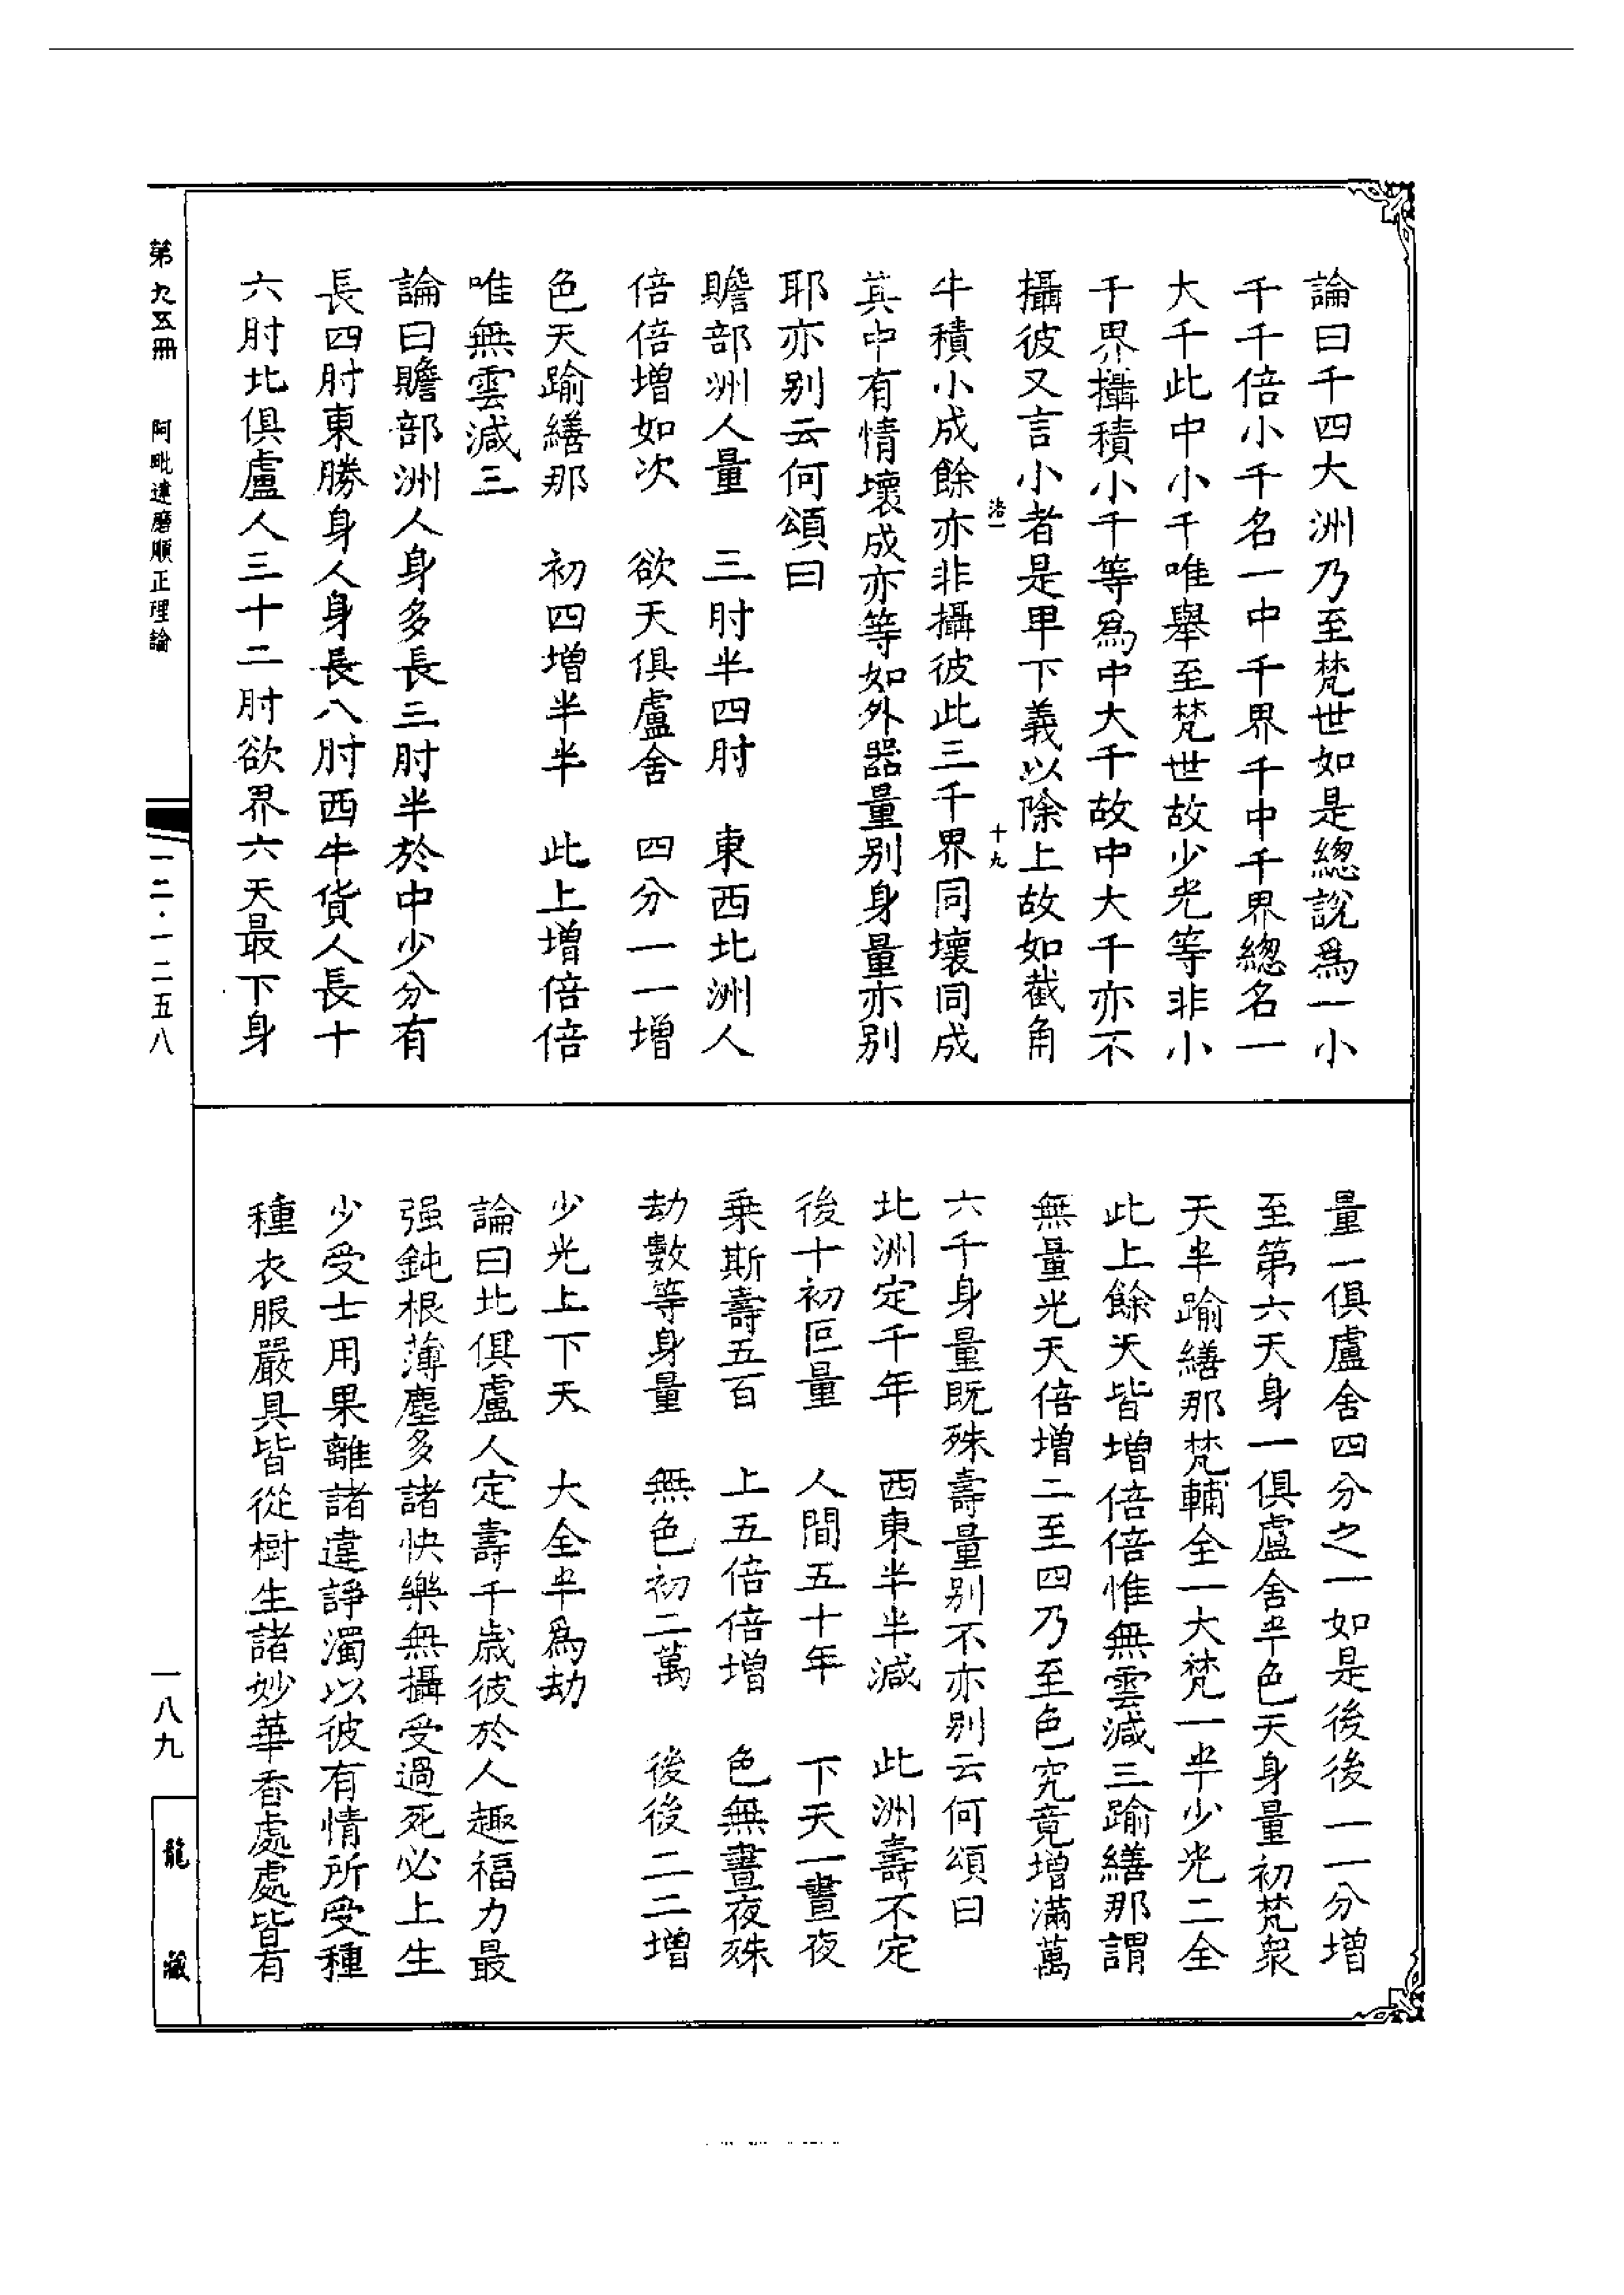 論曰千四大洲乃至梵世如是總說爲一小
千千倍小千名一中千界千中千界總名一
大千此中小千唯舉至梵世故少光等非小
千界攝積小千等爲中大千故中大千亦不
攝彼又言小者是卑下義以除上故如截角
十九
牛積小成餘亦非攝彼此三千界同壞同成
其中有情壞成亦等如外器量別身量亦別
耶亦別云何頌曰
贍部洲人量　三肘半四肘　東西北洲人
倍倍增如次　欲天俱盧舍　四分一一增
色天踰繕那　初四增半半　此上增倍倍
唯無雲減三
論曰贍部洲人身多長三肘半於中少分有
長四肘東勝身人身長八肘西牛貨人長十
六肘北俱盧人三十二肘欲界六天最下身
量一俱盧舍四分之一如是後後一一分增
至第六天身一俱盧舍半色天身量初梵眾
天半踰繕那梵輔全一大梵一半少光二全
此上餘天皆增倍倍惟無雲減三踰繕那謂
無量光天倍增二至四乃至色究竟增滿萬
六千身量既殊壽量別不亦別云何頌曰
北洲定千年　西東半半減　此洲壽不定
後十初叵量　人間五十年　下天一晝夜
乘斯壽五百　上五倍倍增　色無晝夜殊
劫數等身量　無色初二萬　後後二二增
少光上下天　大全半爲劫
論曰北俱盧人定壽千歲彼於人趣福力最
强鈍根薄塵多諸快樂無攝受過死必上生
少受士用果離諸違諍濁以彼有情所受種
種衣服嚴具皆從樹生諸妙華香處處皆有
第九五冊　阿毗達磨順正理論
一二·一二五八
一八九
龍藏